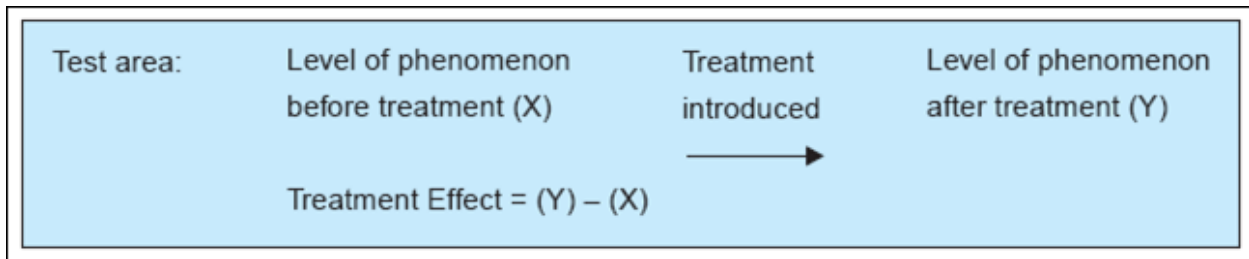 Test area: Level of phenomenon Treatment Level of phenomenon
before treatment (X) introduced after treatment (Y)
Treatment Effect = (Y) – (X)